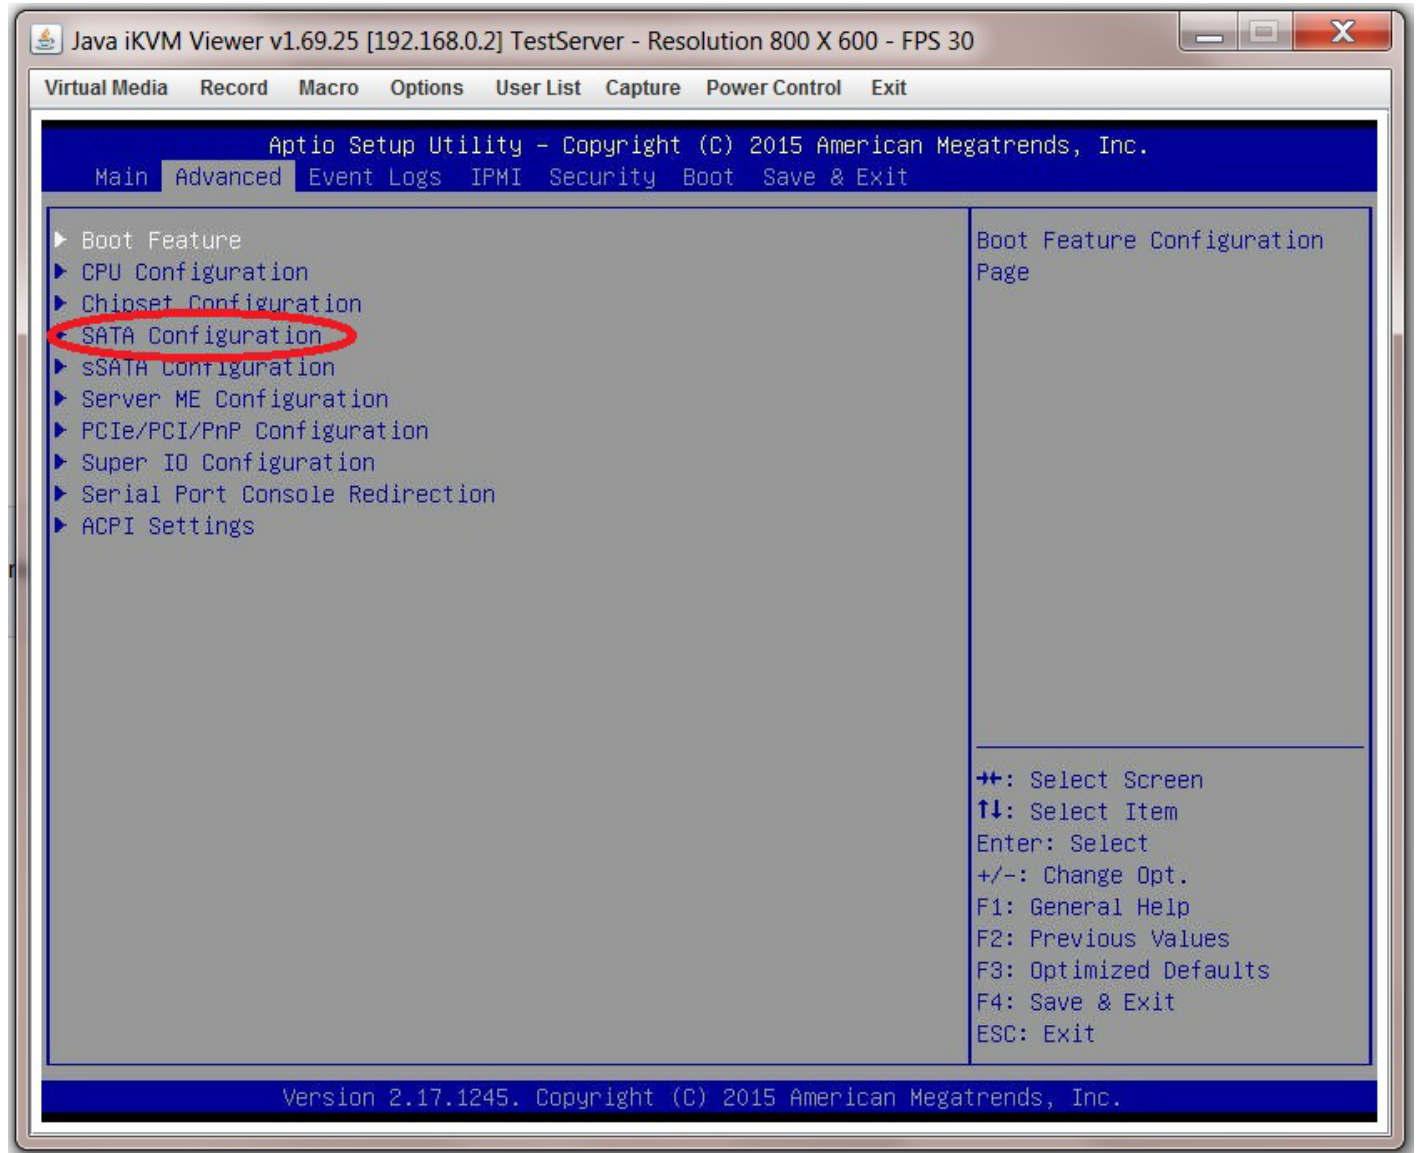 Java iKVM Viewer v1.69.25 [192.168.0.2] TestServer - Resolution 800 X 600 - FPS 30
Virtual Media Record Macro Options User List Capture Power Control Exit
Aptio Setup Utility – Copyright (C) 2015 American Megatrends, Inc.
Main Advanced Event Logs IPMI Security Boot Save & Exit
Boot Feature
CPU Configuration
Chipset Configuration
SATA Configuration
sSATA Configuration
Server ME Configuration
PCIe/PCI/PnP Configuration
Super IO Configuration
Serial Port Console Redirection
ACPI Settings
Boot Feature Configuration
Page
→←: Select Screen
↑↓: Select Item
Enter: Select
+/-: Change Opt.
F1: General Help
F2: Previous Values
F3: Optimized Defaults
F4: Save & Exit
ESC: Exit
Version 2.17.1245. Copyright (C) 2015 American Megatrends, Inc.